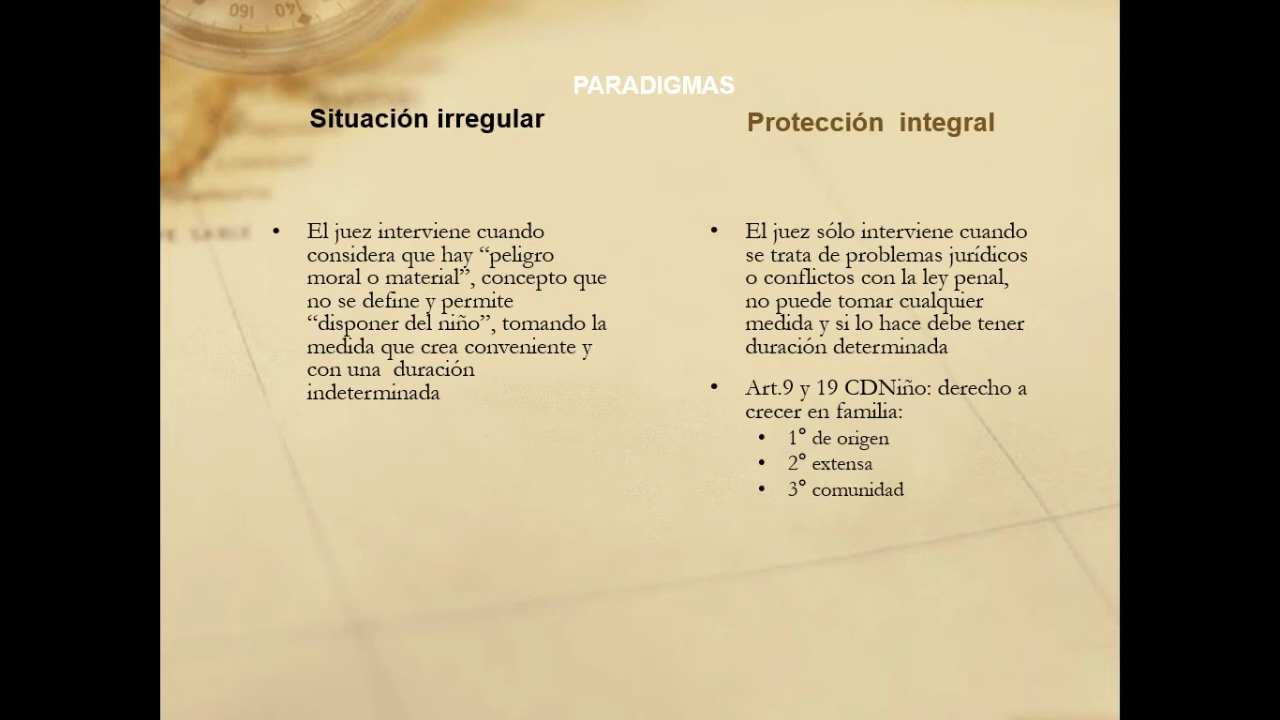 PARADIGMAS
Situación irregular
• El juez interviene cuando
considera que hay “peligro
moral o material”, concepto que
no se define y permite
“disponer del niño”, tomando la
medida que crea conveniente y
con una duración
indeterminada
Protección integral
• El juez sólo interviene cuando
se trata de problemas jurídicos
o conflictos con la ley penal,
no puede tomar cualquier
medida y si lo hace debe tener
duración determinada
• Art.9 y 19 CDNiño: derecho a
crecer en familia:
• 1° de origen
• 2° extensa
• 3° comunidad
160 140